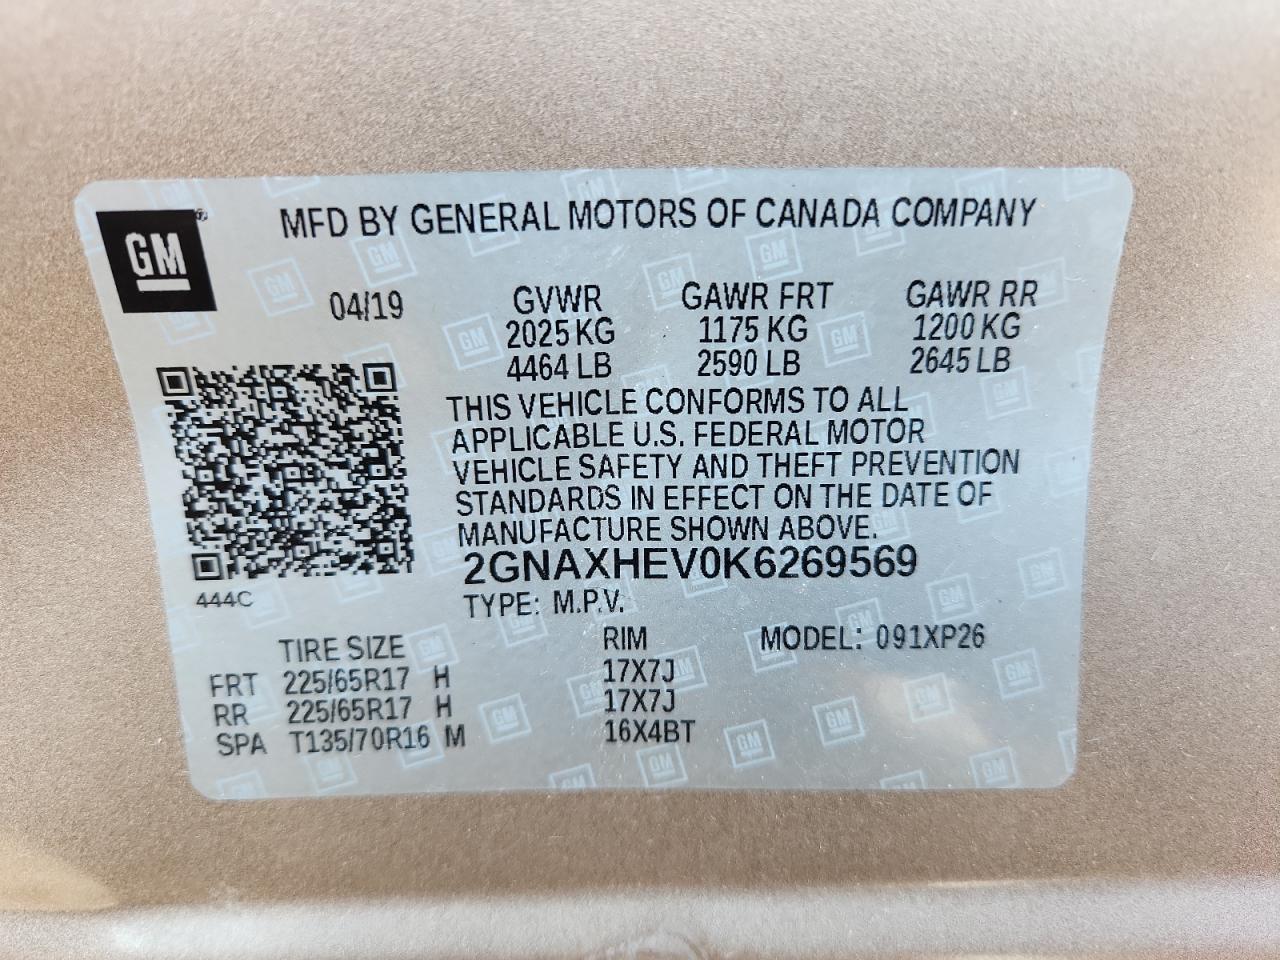 MFD BY GENERAL MOTORS OF CANADA COMPANY
GM®
04/19
GVWR GAWR FRT GAWR RR
2025 KG 1175 KG 1200 KG
4464 LB 2590 LB 2645 LB
THIS VEHICLE CONFORMS TO ALL
APPLICABLE U.S. FEDERAL MOTOR
VEHICLE SAFETY AND THEFT PREVENTION
STANDARDS IN EFFECT ON THE DATE OF
MANUFACTURE SHOWN ABOVE.
2GNAXHEV0K6269569
444C
TYPE: M.P.V.
TIRE SIZE RIM MODEL: 091XP26
FRT 225/65R17 H 17X7J
RR 225/65R17 H 17X7J
SPA T135/70R16 M 16X4BT